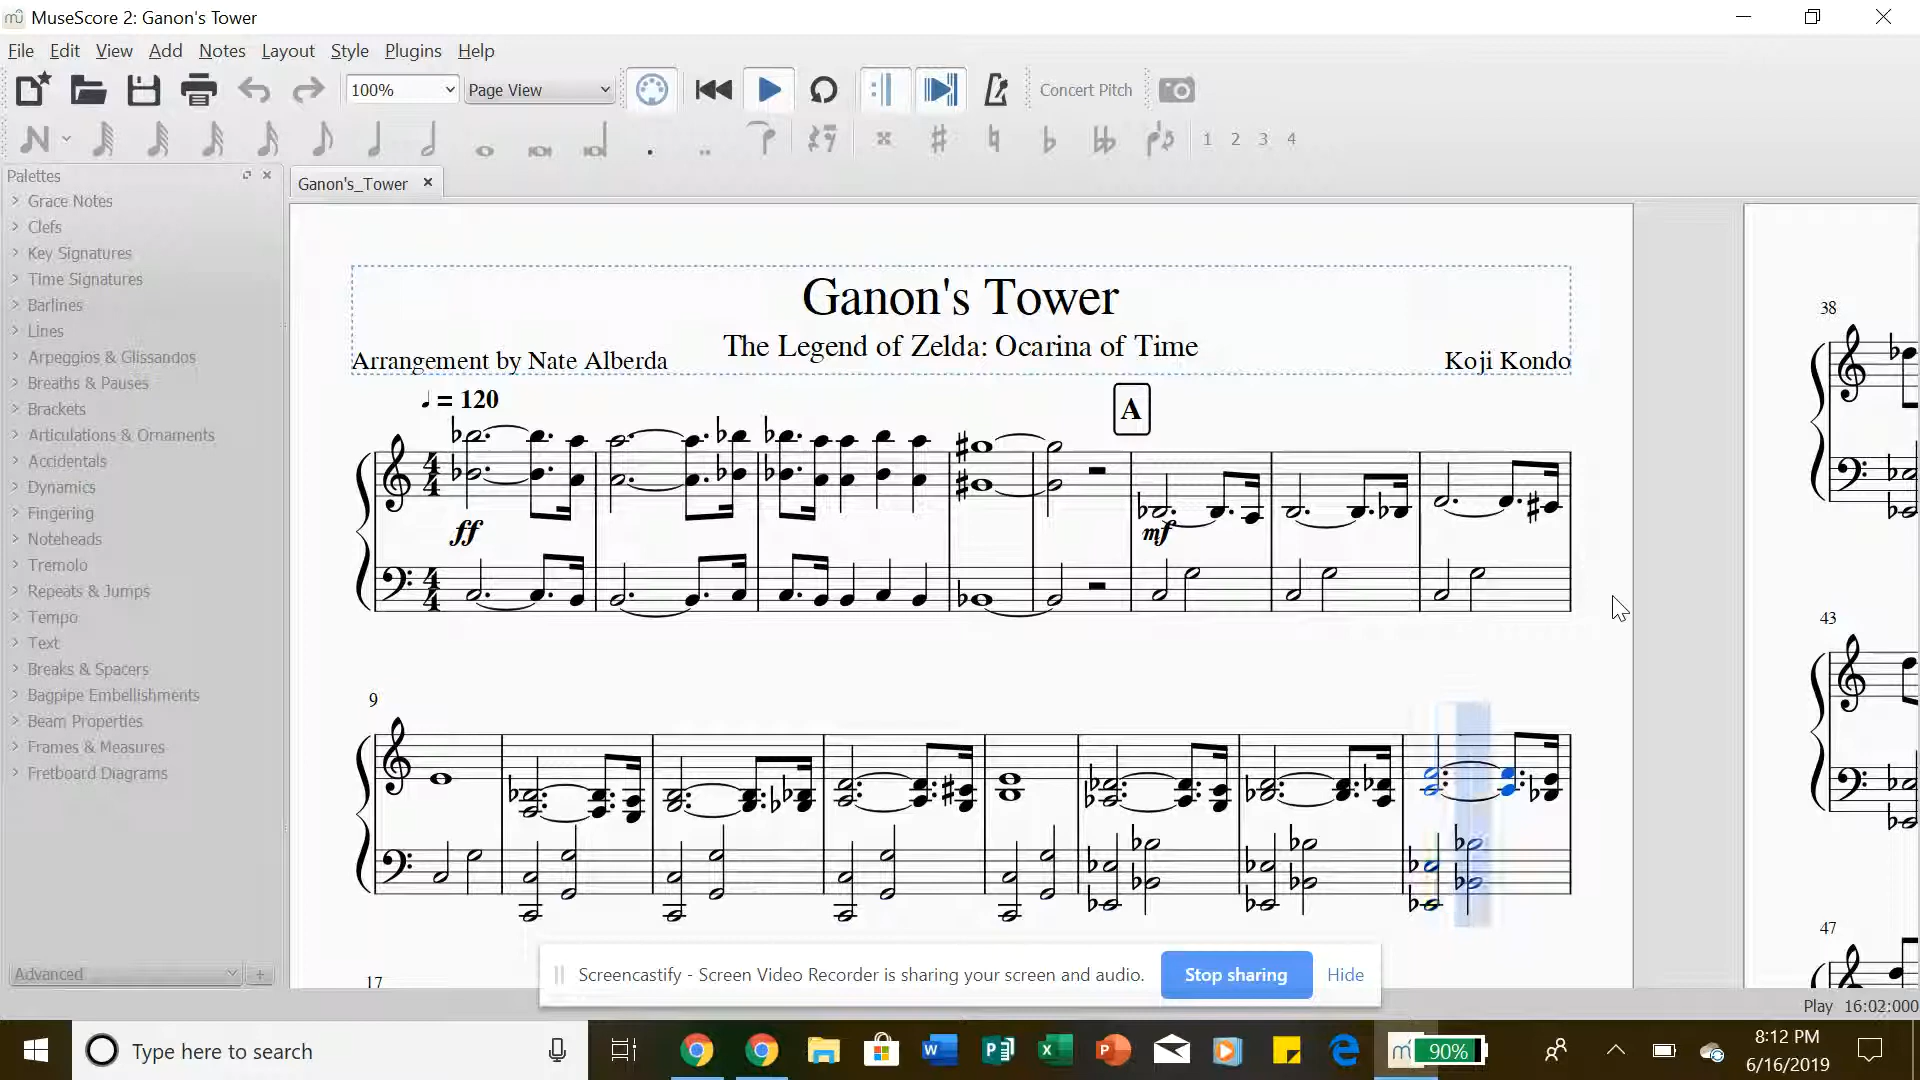 MuseScore 2: Ganon's Tower
File Edit View Add Notes Layout Style Plugins Help
100% Page View Concert Pitch
1 2 3 4
Palettes
Grace Notes
Clefs
Key Signatures
Time Signatures
Barlines
Lines
Arpeggios & Glissandos
Breaths & Pauses
Brackets
Articulations & Ornaments
Accidentals
Dynamics
Fingering
Noteheads
Tremolo
Repeats & Jumps
Tempo
Text
Breaks & Spacers
Bagpipe Embellishments
Beam Properties
Frames & Measures
Fretboard Diagrams
Advanced
Ganon's_Tower
Ganon's Tower
The Legend of Zelda: Ocarina of Time
Arrangement by Nate Alberda
Koji Kondo
= 120
A
4
4
ff
mf
4
4
9
17
38
43
47
Screencastify - Screen Video Recorder is sharing your screen and audio. Stop sharing Hide
Play 16:02:000
Type here to search
90%
8:12 PM
6/16/2019